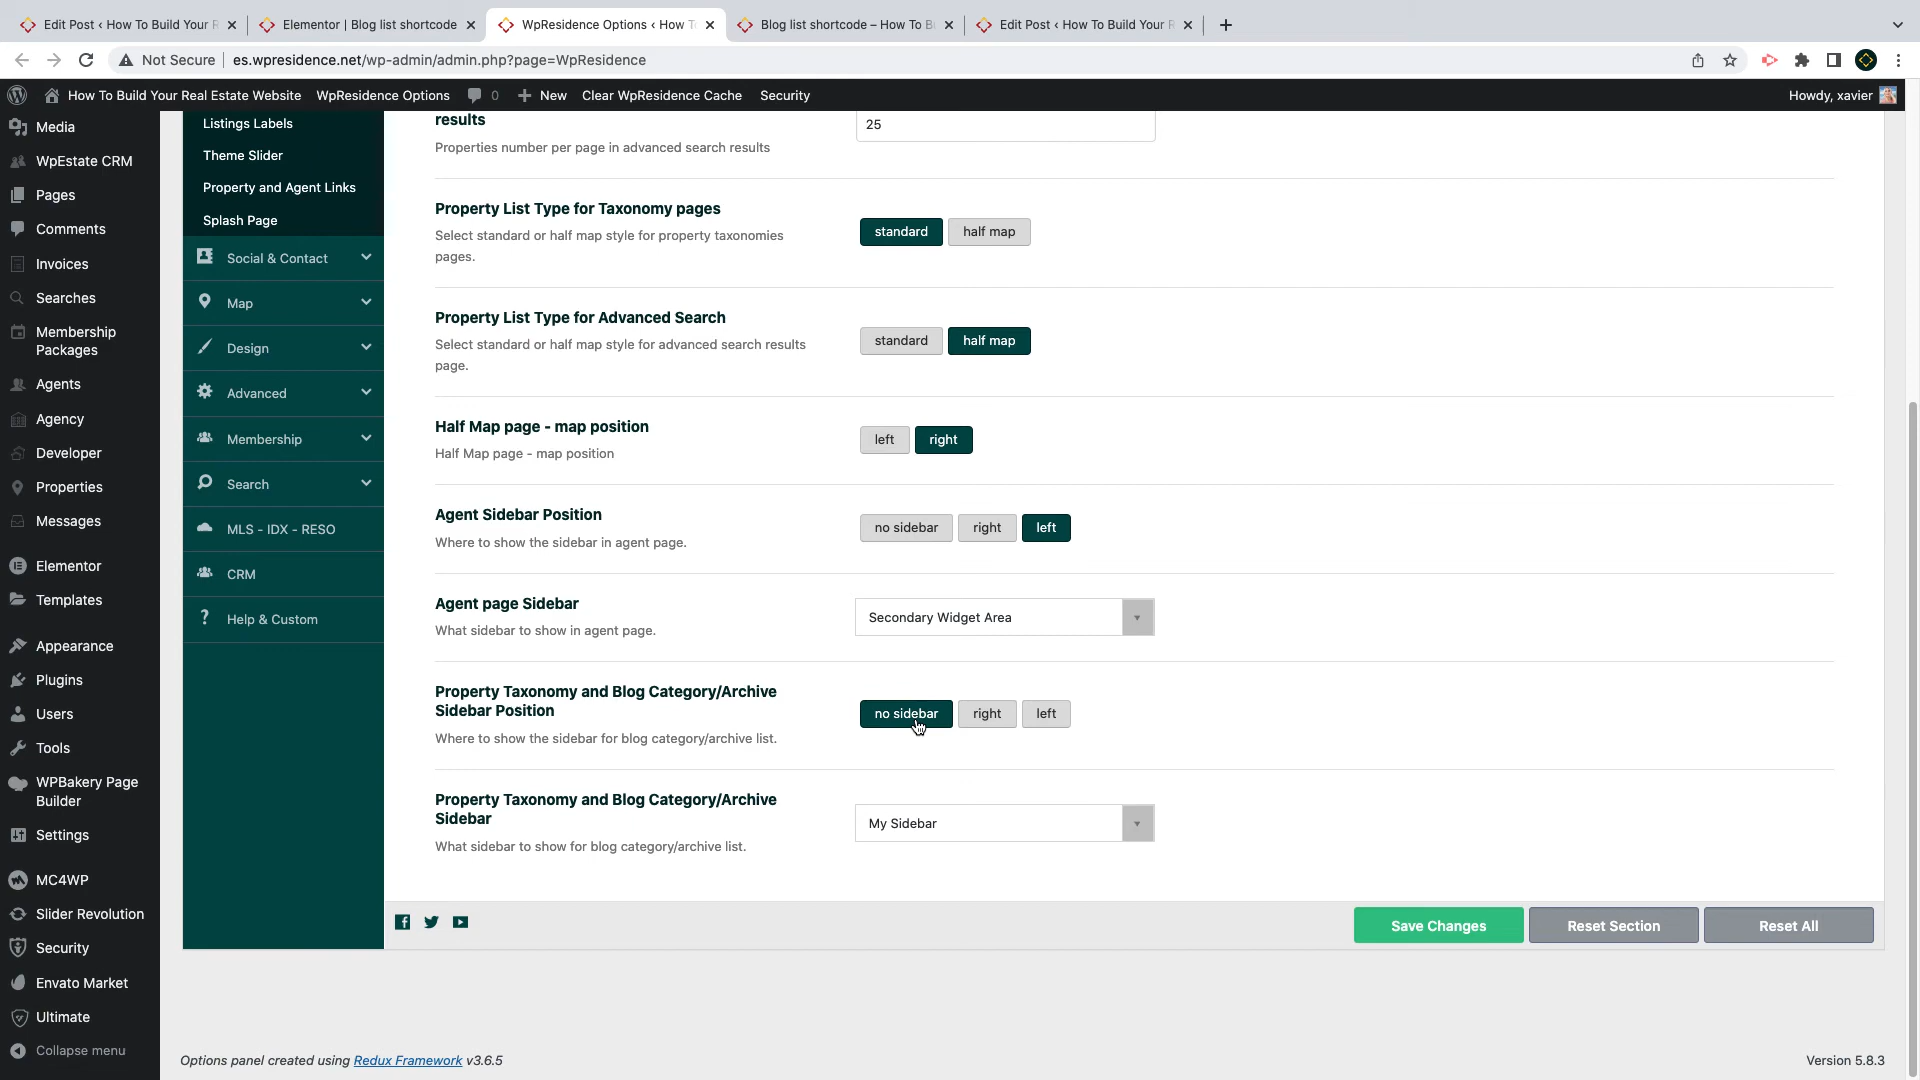 Edit Post ‹ How To Build Your R
Elementor | Blog list shortcode
WpResidence Options ‹ How To
Blog list shortcode – How To B
Edit Post ‹ How To Build Your R
Not Secure
es.wpresidence.net/wp-admin/admin.php?page=WpResidence
How To Build Your Real Estate Website
WpResidence Options
0
New
Clear WpResidence Cache
Security
Howdy, xavier
Media
WpEstate CRM
Pages
Comments
Invoices
Searches
Membership
Packages
Agents
Agency
Developer
Properties
Messages
Elementor
Templates
Appearance
Plugins
Users
Tools
WPBakery Page
Builder
Settings
MC4WP
Slider Revolution
Security
Envato Market
Ultimate
Collapse menu
Listings Labels
Theme Slider
Property and Agent Links
Splash Page
Social & Contact
Map
Design
Advanced
Membership
Search
MLS - IDX - RESO
CRM
Help & Custom
results
25
Properties number per page in advanced search results
Property List Type for Taxonomy pages
standard
half map
Select standard or half map style for property taxonomies
pages.
Property List Type for Advanced Search
standard
half map
Select standard or half map style for advanced search results
page.
Half Map page - map position
left
right
Half Map page - map position
Agent Sidebar Position
no sidebar
right
left
Where to show the sidebar in agent page.
Agent page Sidebar
Secondary Widget Area
What sidebar to show in agent page.
Property Taxonomy and Blog Category/Archive
Sidebar Position
no sidebar
right
left
Where to show the sidebar for blog category/archive list.
Property Taxonomy and Blog Category/Archive
Sidebar
My Sidebar
What sidebar to show for blog category/archive list.
Save Changes
Reset Section
Reset All
Options panel created using Redux Framework v3.6.5
Version 5.8.3